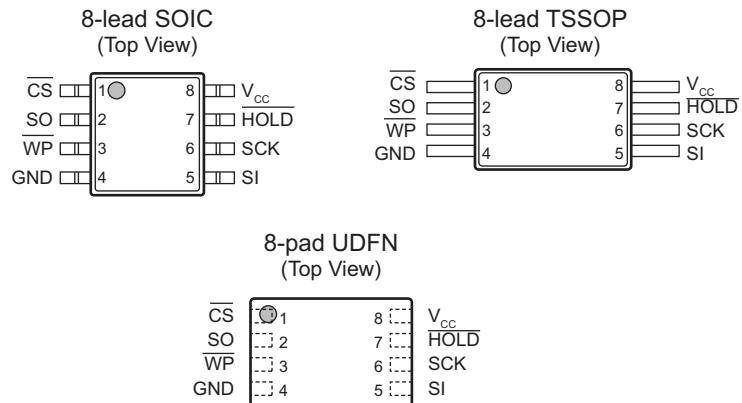 8-lead SOIC
(Top View)
CS 1 8 VCC
SO 2 7 HOLD
WP 3 6 SCK
GND 4 5 SI
8-lead TSSOP
(Top View)
CS 1 8 VCC
SO 2 7 HOLD
WP 3 6 SCK
GND 4 5 SI
8-pad UDFN
(Top View)
CS 1 8 VCC
SO 2 7 HOLD
WP 3 6 SCK
GND 4 5 SI